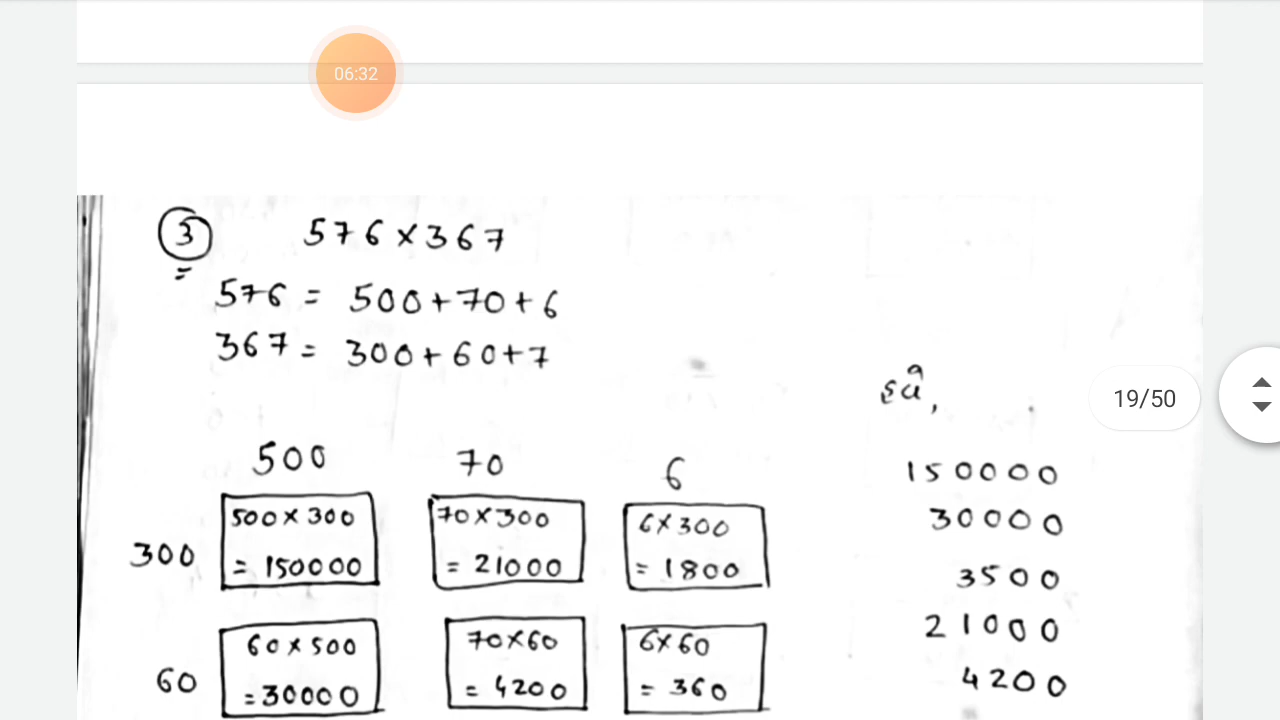 06:32
3 576 × 367
=
576 = 500+70+6
367 = 300+60+7
19/50
500 70 6
300
500 × 300
= 150000
70 × 300
= 21000
6 × 300
= 1800
60
60 × 500
= 30000
70 × 60
= 4200
6 × 60
= 360
150000
30000
3500
21000
4200